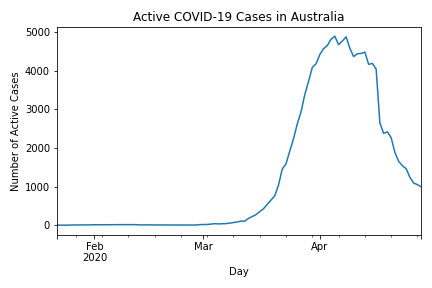 Active COVID-19 Cases in Australia
5000
4000
3000
2000
1000
0
Number of Active Cases
Feb
2020
Mar
Apr
Day